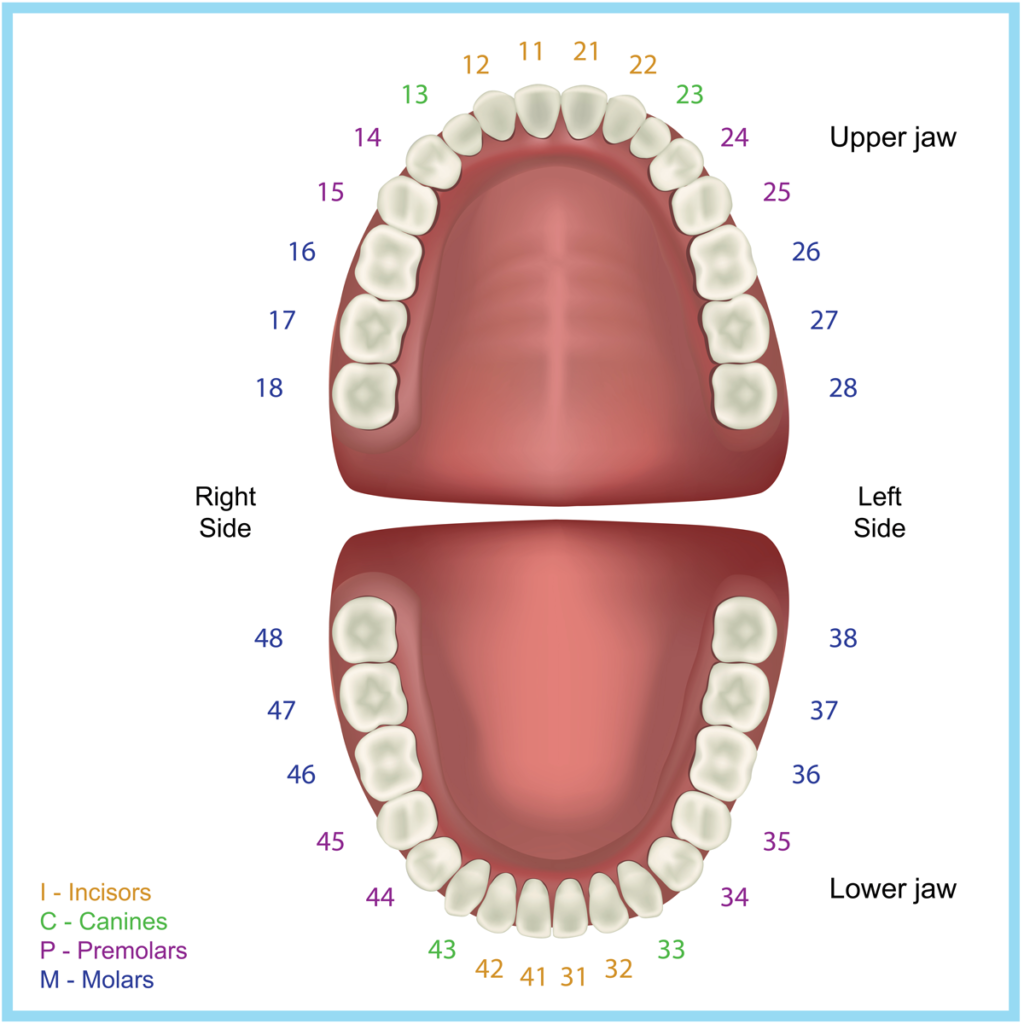 11 21
12 22
13 23
14 24 Upper jaw
15 25
16 26
17 27
18 28
Right Left
Side Side
48 38
47 37
46 36
45 35
I - Incisors
44 34 Lower jaw
C - Canines
43 33
P - Premolars
42 41 31 32
M - Molars